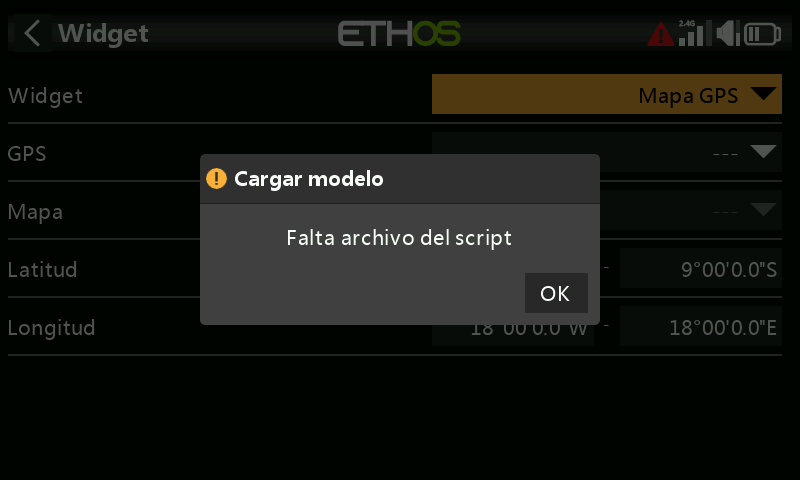 Widget
ETHOS
2.4G
Widget
Mapa GPS
GPS
---
Cargar modelo
Mapa
---
Falta archivo del script
Latitud
- 9°00'0.0"S
OK
Longitud
18°00'0.0"W - 18°00'0.0"E